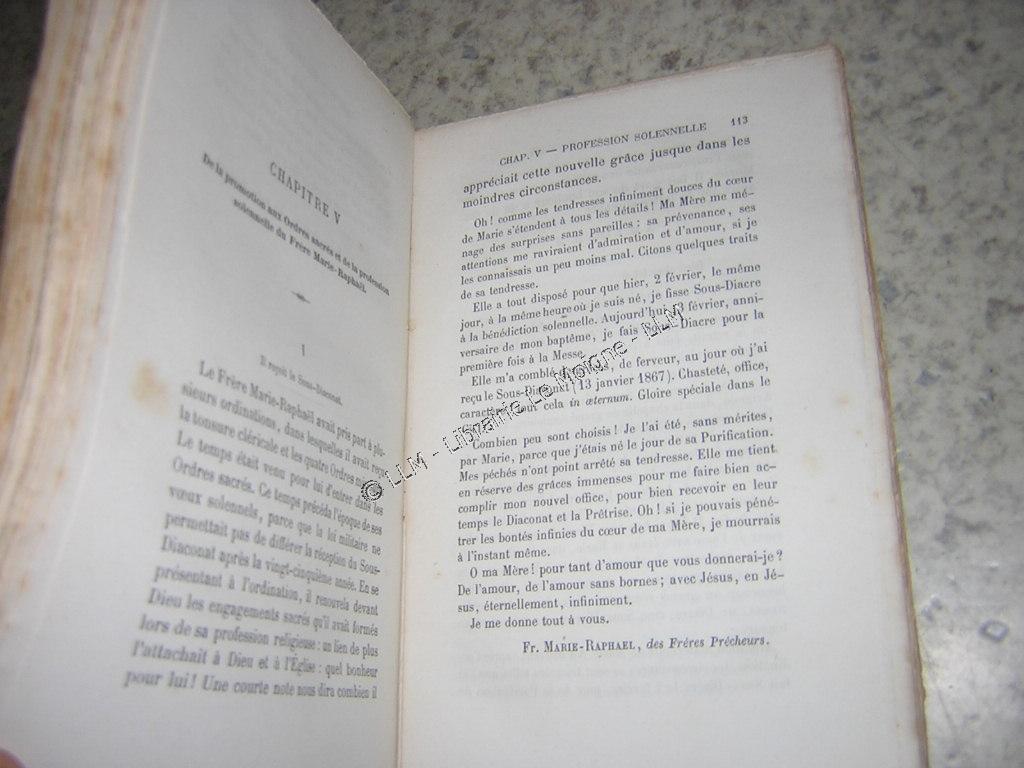 CHAPITRE V
De la promotion aux Ordres sacrés et de la profession
solennelle du Frère Marie-Raphaël.
I
Il reçoit le Sous-Diaconat.
Le Frère Marie-Raphaël avait pris part à plu-
sieurs ordinations, dans lesquelles il avait reçu
la tonsure cléricale et les quatre Ordres
Le temps était venu pour lui d'entrer dans les
Ordres sacrés. Ce temps précéda l'époque de ses
vœux solennels, parce que la loi militaire ne
permettait pas de différer la réception du Sous-
Diaconat après la vingt-cinquième année. En se
présentant à l'ordination, il renouvela devant
Dieu les engagements sacrés qu'il avait formés
lors de sa profession religieuse : un lien de plus
l'attachait à Dieu et à l'Église : quel bonheur
pour lui! Une courte note nous dira combien il
CHAP. V — PROFESSION SOLENNELLE 113
appréciait cette nouvelle grâce jusque dans les
moindres circonstances.
Oh! comme les tendresses infiniment douces du cœur
de Marie s'étendent à tous les détails! Ma Mère me mé-
nage des surprises sans pareilles : sa prévenance, ses
attentions me raviraient d'admiration et d'amour, si je
les connaissais un peu moins mal. Citons quelques traits
de sa tendresse.
Elle a tout disposé pour que hier, 2 février, le même
jour, à la même heure où je suis né, je fisse Sous-Diacre
à la bénédiction solennelle. Aujourd'hui, 3 février, anni-
versaire de mon baptême, je fais Sous-Diacre pour la
première fois à la Messe.
Elle m'a comblé de ferveur, au jour où j'ai
reçu le Sous-Diaconat (13 janvier 1867). Chasteté, office,
caractère, tout cela in æternum. Gloire spéciale dans le
Combien peu sont choisis! Je l'ai été, sans mérites,
par Marie, parce que j'étais né le jour de sa Purification.
Mes péchés n'ont point arrêté sa tendresse. Elle me tient
en réserve des grâces immenses pour me faire bien ac-
complir mon nouvel office, pour bien recevoir en leur
temps le Diaconat et la Prêtrise. Oh! si je pouvais péné-
trer les bontés infinies du cœur de ma Mère, je mourrais
à l'instant même.
O ma Mère! pour tant d'amour que vous donnerai-je?
De l'amour, de l'amour sans bornes; avec Jésus, en Jé-
sus, éternellement, infiniment.
Je me donne tout à vous.
Fr. MARIE-RAPHAEL, des Frères Prêcheurs.
© LLM - Librairie Le Moigne - LLM